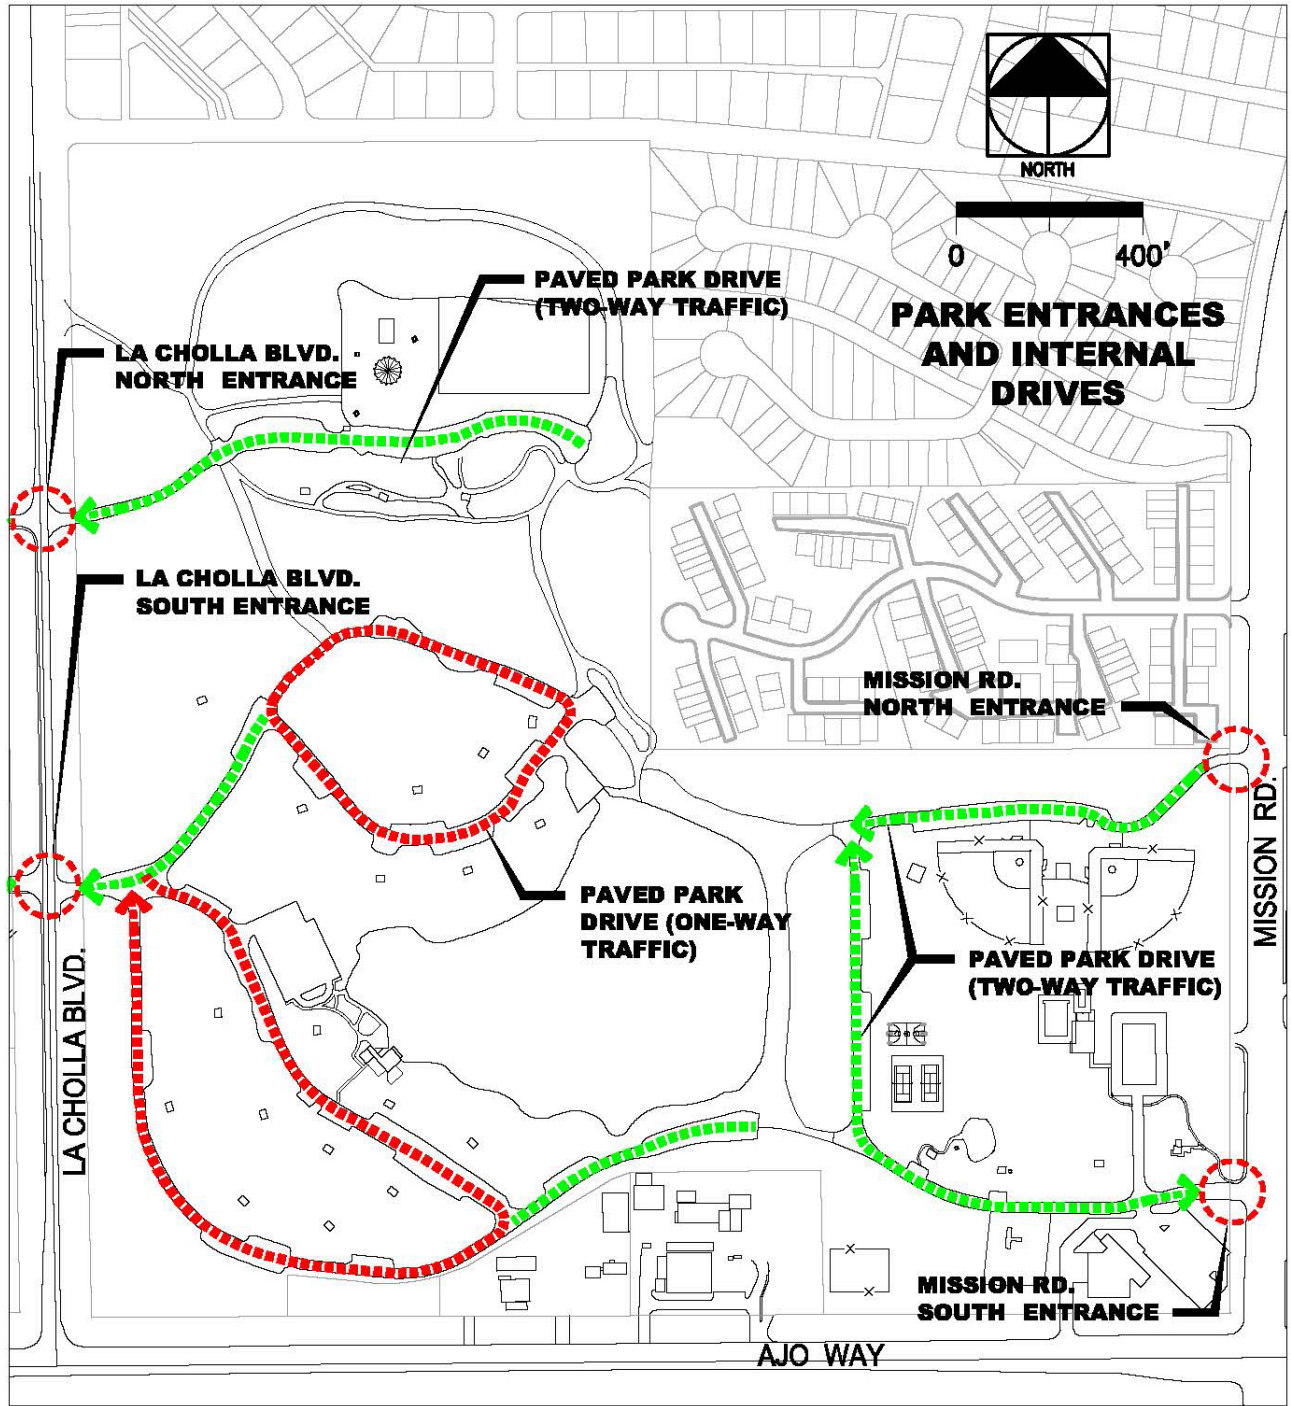 NORTH
0 400'
PARK ENTRANCES
AND INTERNAL
DRIVES
PAVED PARK DRIVE
(TWO-WAY TRAFFIC)
LA CHOLLA BLVD.
NORTH ENTRANCE
LA CHOLLA BLVD.
SOUTH ENTRANCE
MISSION RD.
NORTH ENTRANCE
MISSION RD.
PAVED PARK
DRIVE (ONE-WAY
TRAFFIC)
PAVED PARK DRIVE
(TWO-WAY TRAFFIC)
LA CHOLLA BLVD.
MISSION RD.
SOUTH ENTRANCE
AJO WAY